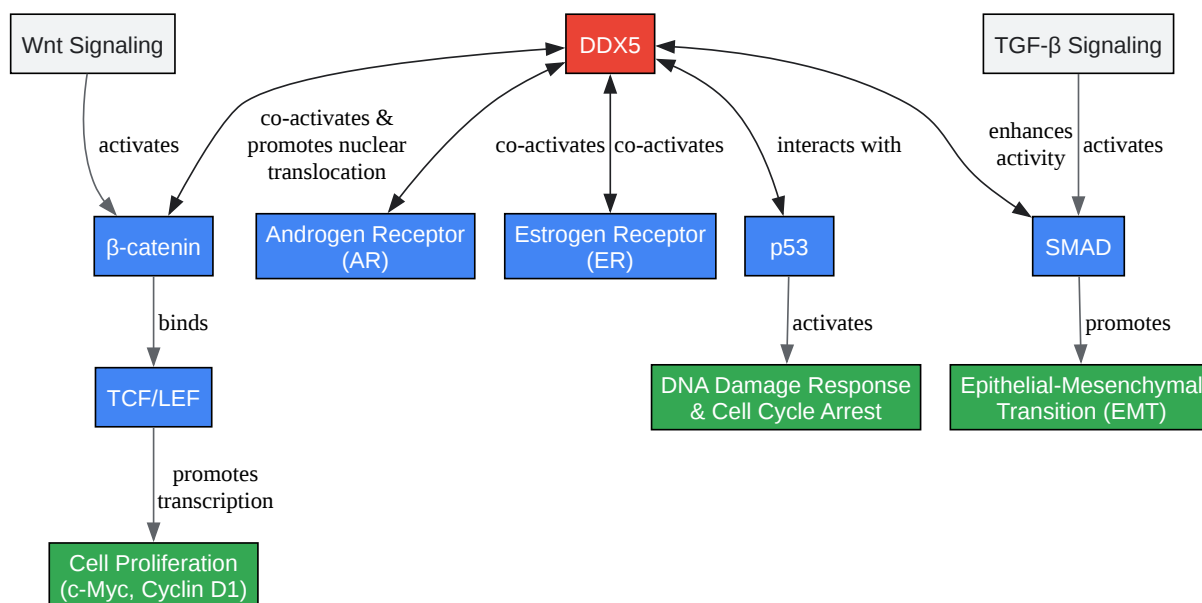 Wnt Signaling
DDX5
TGF-β Signaling
activates
co-activates &
promotes nuclear
translocation
co-activates
co-activates
interacts with
enhances
activity
activates
β-catenin
Androgen Receptor
(AR)
Estrogen Receptor
(ER)
p53
SMAD
binds
activates
promotes
TCF/LEF
DNA Damage Response
& Cell Cycle Arrest
Epithelial-Mesenchymal
Transition (EMT)
promotes
transcription
Cell Proliferation
(c-Myc, Cyclin D1)